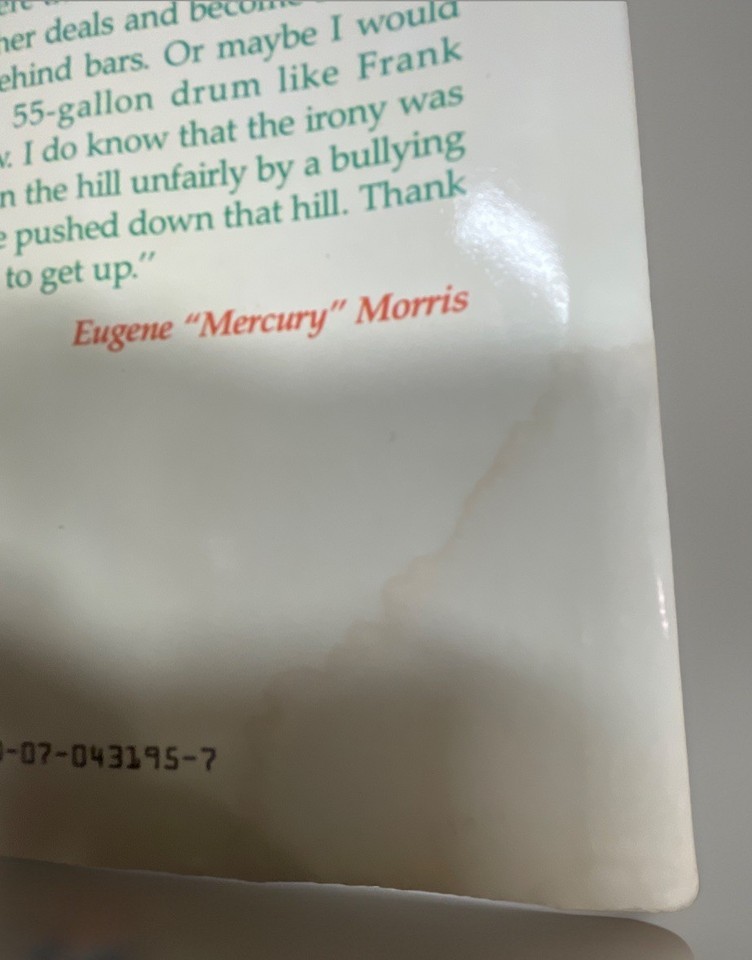 her deals and become
ehind bars. Or maybe I would
55-gallon drum like Frank
. I do know that the irony was
n the hill unfairly by a bullying
e pushed down that hill. Thank
to get up.”
Eugene “Mercury” Morris
-07-043195-7